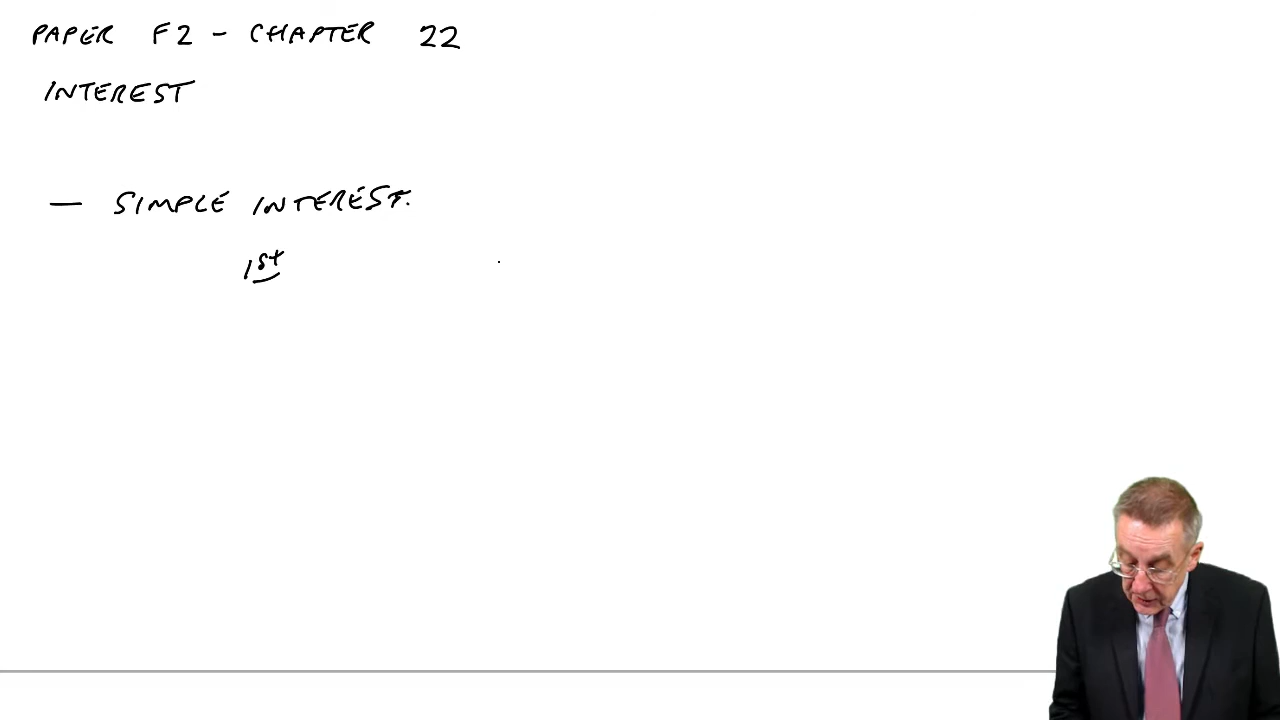 PAPER F2 - CHAPTER 22
INTEREST
— SIMPLE INTEREST.
1st